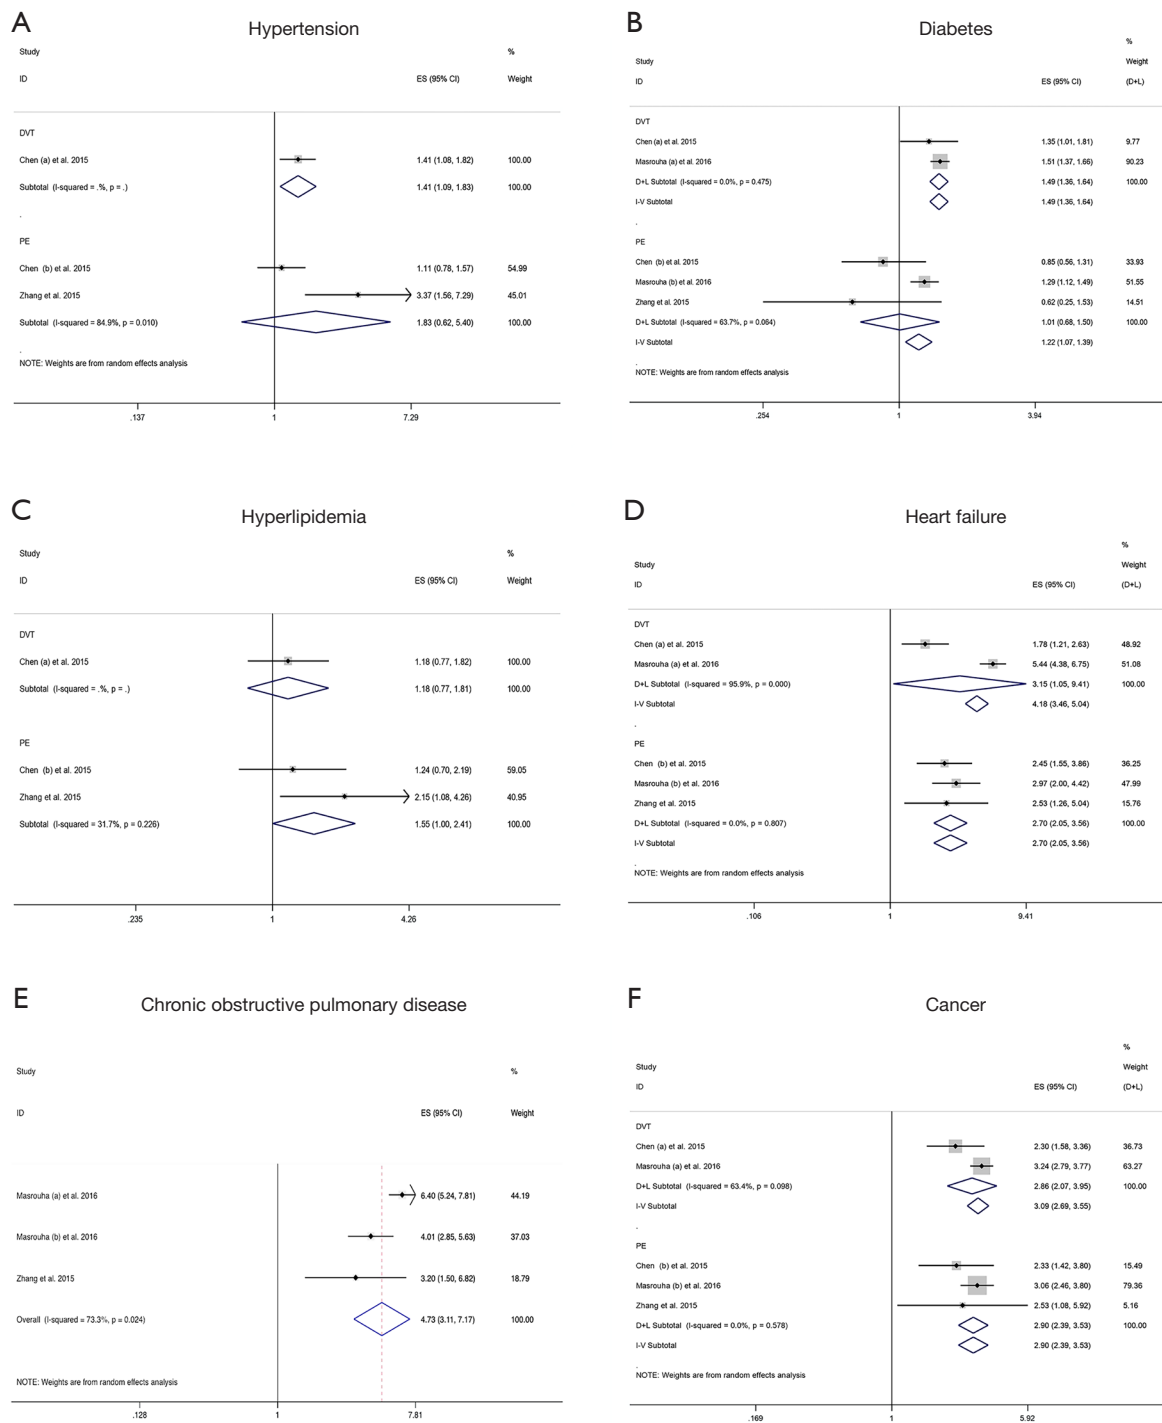 A
Hypertension
Study %
ID ES (95% CI) Weight
DVT
Chen (a) et al. 2015 1.41 (1.08, 1.82) 100.00
Subtotal (I-squared = .%, p = .) 1.41 (1.09, 1.83) 100.00
.
PE
Chen (b) et al. 2015 1.11 (0.78, 1.57) 54.99
Zhang et al. 2015 3.37 (1.56, 7.29) 45.01
Subtotal (I-squared = 84.9%, p = 0.010) 1.83 (0.62, 5.40) 100.00
.
NOTE: Weights are from random effects analysis
.137 1 7.29
B
Diabetes
%
Study Weight
ID ES (95% CI) (D+L)
DVT
Chen (a) et al. 2015 1.35 (1.01, 1.81) 9.77
Masrouha (a) et al. 2016 1.51 (1.37, 1.66) 90.23
D+L Subtotal (I-squared = 0.0%, p = 0.475) 1.49 (1.36, 1.64) 100.00
I-V Subtotal 1.49 (1.36, 1.64)
.
PE
Chen (b) et al. 2015 0.85 (0.56, 1.31) 33.93
Masrouha (b) et al. 2016 1.29 (1.12, 1.49) 51.55
Zhang et al. 2015 0.62 (0.25, 1.53) 14.51
D+L Subtotal (I-squared = 63.7%, p = 0.064) 1.01 (0.68, 1.50) 100.00
I-V Subtotal 1.22 (1.07, 1.39)
.
NOTE: Weights are from random effects analysis
.254 1 3.94
C
Hyperlipidemia
Study %
ID ES (95% CI) Weight
DVT
Chen (a) et al. 2015 1.18 (0.77, 1.82) 100.00
Subtotal (I-squared = .%, p = .) 1.18 (0.77, 1.81) 100.00
.
PE
Chen (b) et al. 2015 1.24 (0.70, 2.19) 59.05
Zhang et al. 2015 2.15 (1.08, 4.26) 40.95
Subtotal (I-squared = 31.7%, p = 0.226) 1.55 (1.00, 2.41) 100.00
.235 1 4.26
D
Heart failure
%
Study Weight
ID ES (95% CI) (D+L)
DVT
Chen (a) et al. 2015 1.78 (1.21, 2.63) 48.92
Masrouha (a) et al. 2016 5.44 (4.38, 6.75) 51.08
D+L Subtotal (I-squared = 95.9%, p = 0.000) 3.15 (1.05, 9.41) 100.00
I-V Subtotal 4.18 (3.46, 5.04)
.
PE
Chen (b) et al. 2015 2.45 (1.55, 3.86) 36.25
Masrouha (b) et al. 2016 2.97 (2.00, 4.42) 47.99
Zhang et al. 2015 2.53 (1.26, 5.04) 15.76
D+L Subtotal (I-squared = 0.0%, p = 0.807) 2.70 (2.05, 3.56) 100.00
I-V Subtotal 2.70 (2.05, 3.56)
.
NOTE: Weights are from random effects analysis
.106 1 9.41
E
Chronic obstructive pulmonary disease
Study %
ID ES (95% CI) Weight
Masrouha (a) et al. 2016 6.40 (5.24, 7.81) 44.19
Masrouha (b) et al. 2016 4.01 (2.85, 5.63) 37.03
Zhang et al. 2015 3.20 (1.50, 6.82) 18.79
Overall (I-squared = 73.3%, p = 0.024) 4.73 (3.11, 7.17) 100.00
NOTE: Weights are from random effects analysis
.128 1 7.81
F
Cancer
%
Study Weight
ID ES (95% CI) (D+L)
DVT
Chen (a) et al. 2015 2.30 (1.58, 3.36) 36.73
Masrouha (a) et al. 2016 3.24 (2.79, 3.77) 63.27
D+L Subtotal (I-squared = 63.4%, p = 0.098) 2.86 (2.07, 3.95) 100.00
I-V Subtotal 3.09 (2.69, 3.55)
.
PE
Chen (b) et al. 2015 2.33 (1.42, 3.80) 15.49
Masrouha (b) et al. 2016 3.06 (2.46, 3.80) 79.36
Zhang et al. 2015 2.53 (1.08, 5.92) 5.16
D+L Subtotal (I-squared = 0.0%, p = 0.578) 2.90 (2.39, 3.53) 100.00
I-V Subtotal 2.90 (2.39, 3.53)
.
NOTE: Weights are from random effects analysis
.169 1 5.92